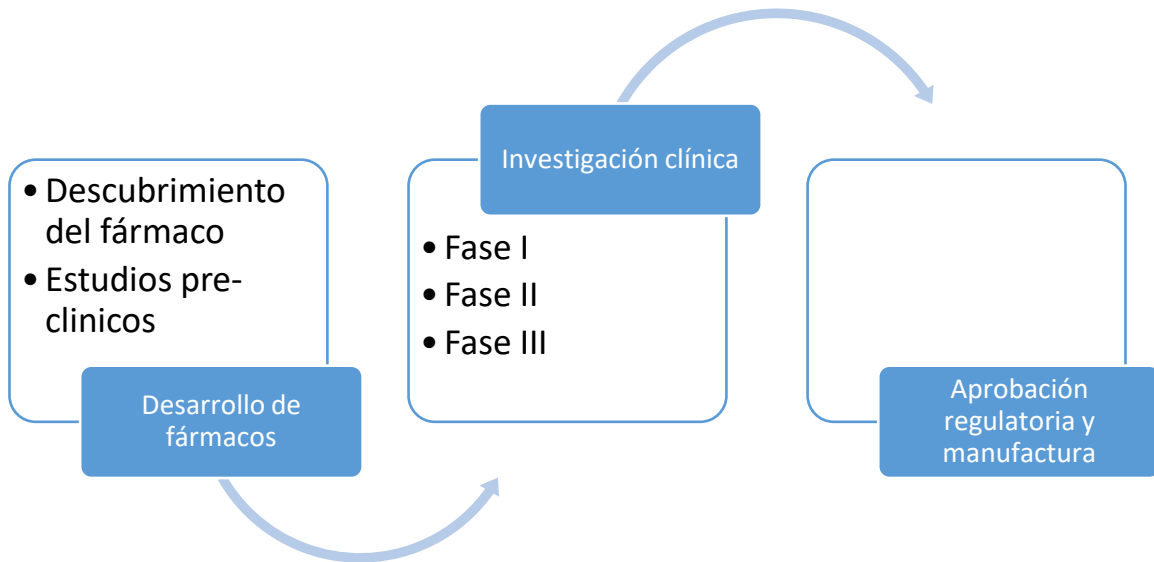 • Descubrimiento
del fármaco
• Estudios pre-
clinicos
Desarrollo de
fármacos
Investigación clínica
• Fase I
• Fase II
• Fase III
Aprobación
regulatoria y
manufactura